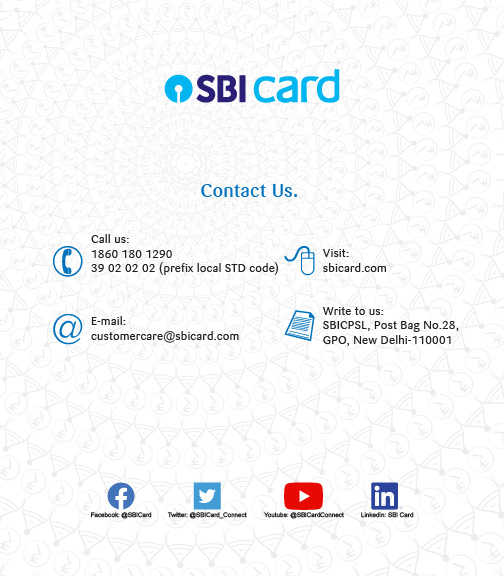 SBI card
Contact Us.
Call us:
1860 180 1290
39 02 02 02 (prefix local STD code)
Visit:
sbicard.com
E-mail:
customercare@sbicard.com
Write to us:
SBICPSL, Post Bag No.28,
GPO, New Delhi-110001
Facebook: @SBICard
Twitter: @SBICard_Connect
Youtube: @SBICardConnect
LinkedIn: SBI Card